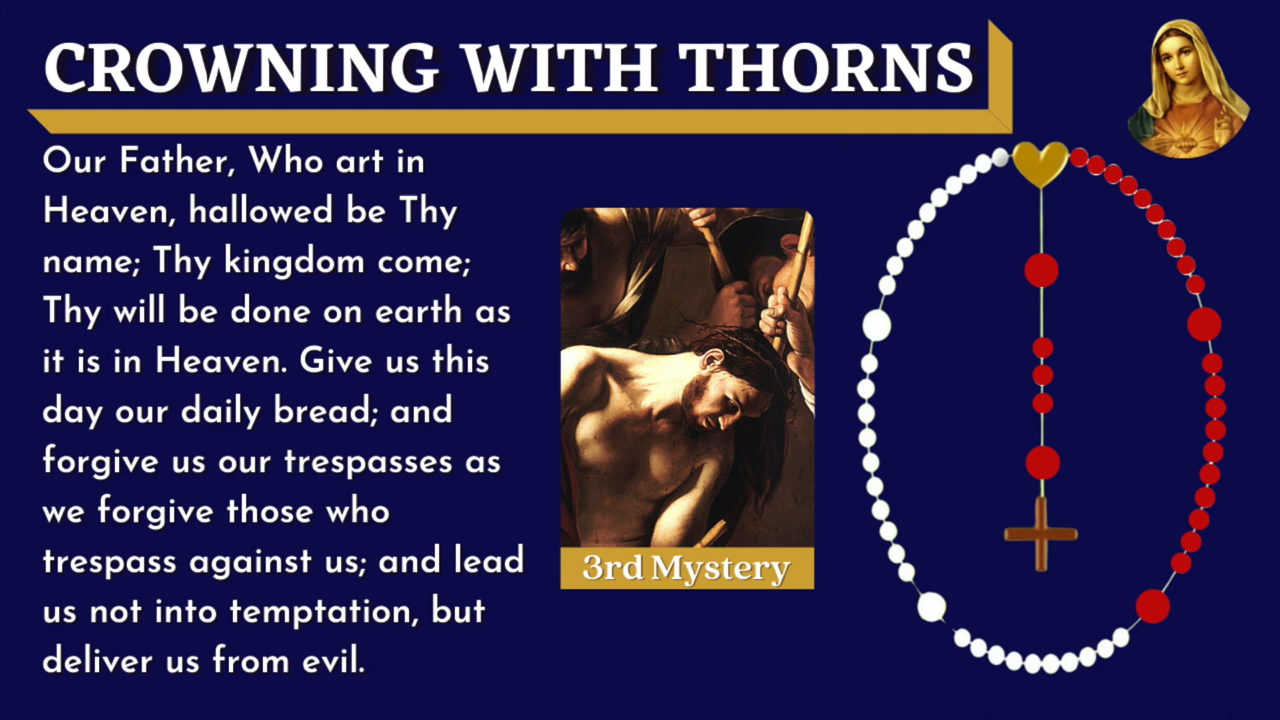 CROWNING WITH THORNS
Our Father, Who art in
Heaven, hallowed be Thy
name; Thy kingdom come;
Thy will be done on earth as
it is in Heaven. Give us this
day our daily bread; and
forgive us our trespasses as
we forgive those who
trespass against us; and lead
us not into temptation, but
deliver us from evil.
3rd Mystery